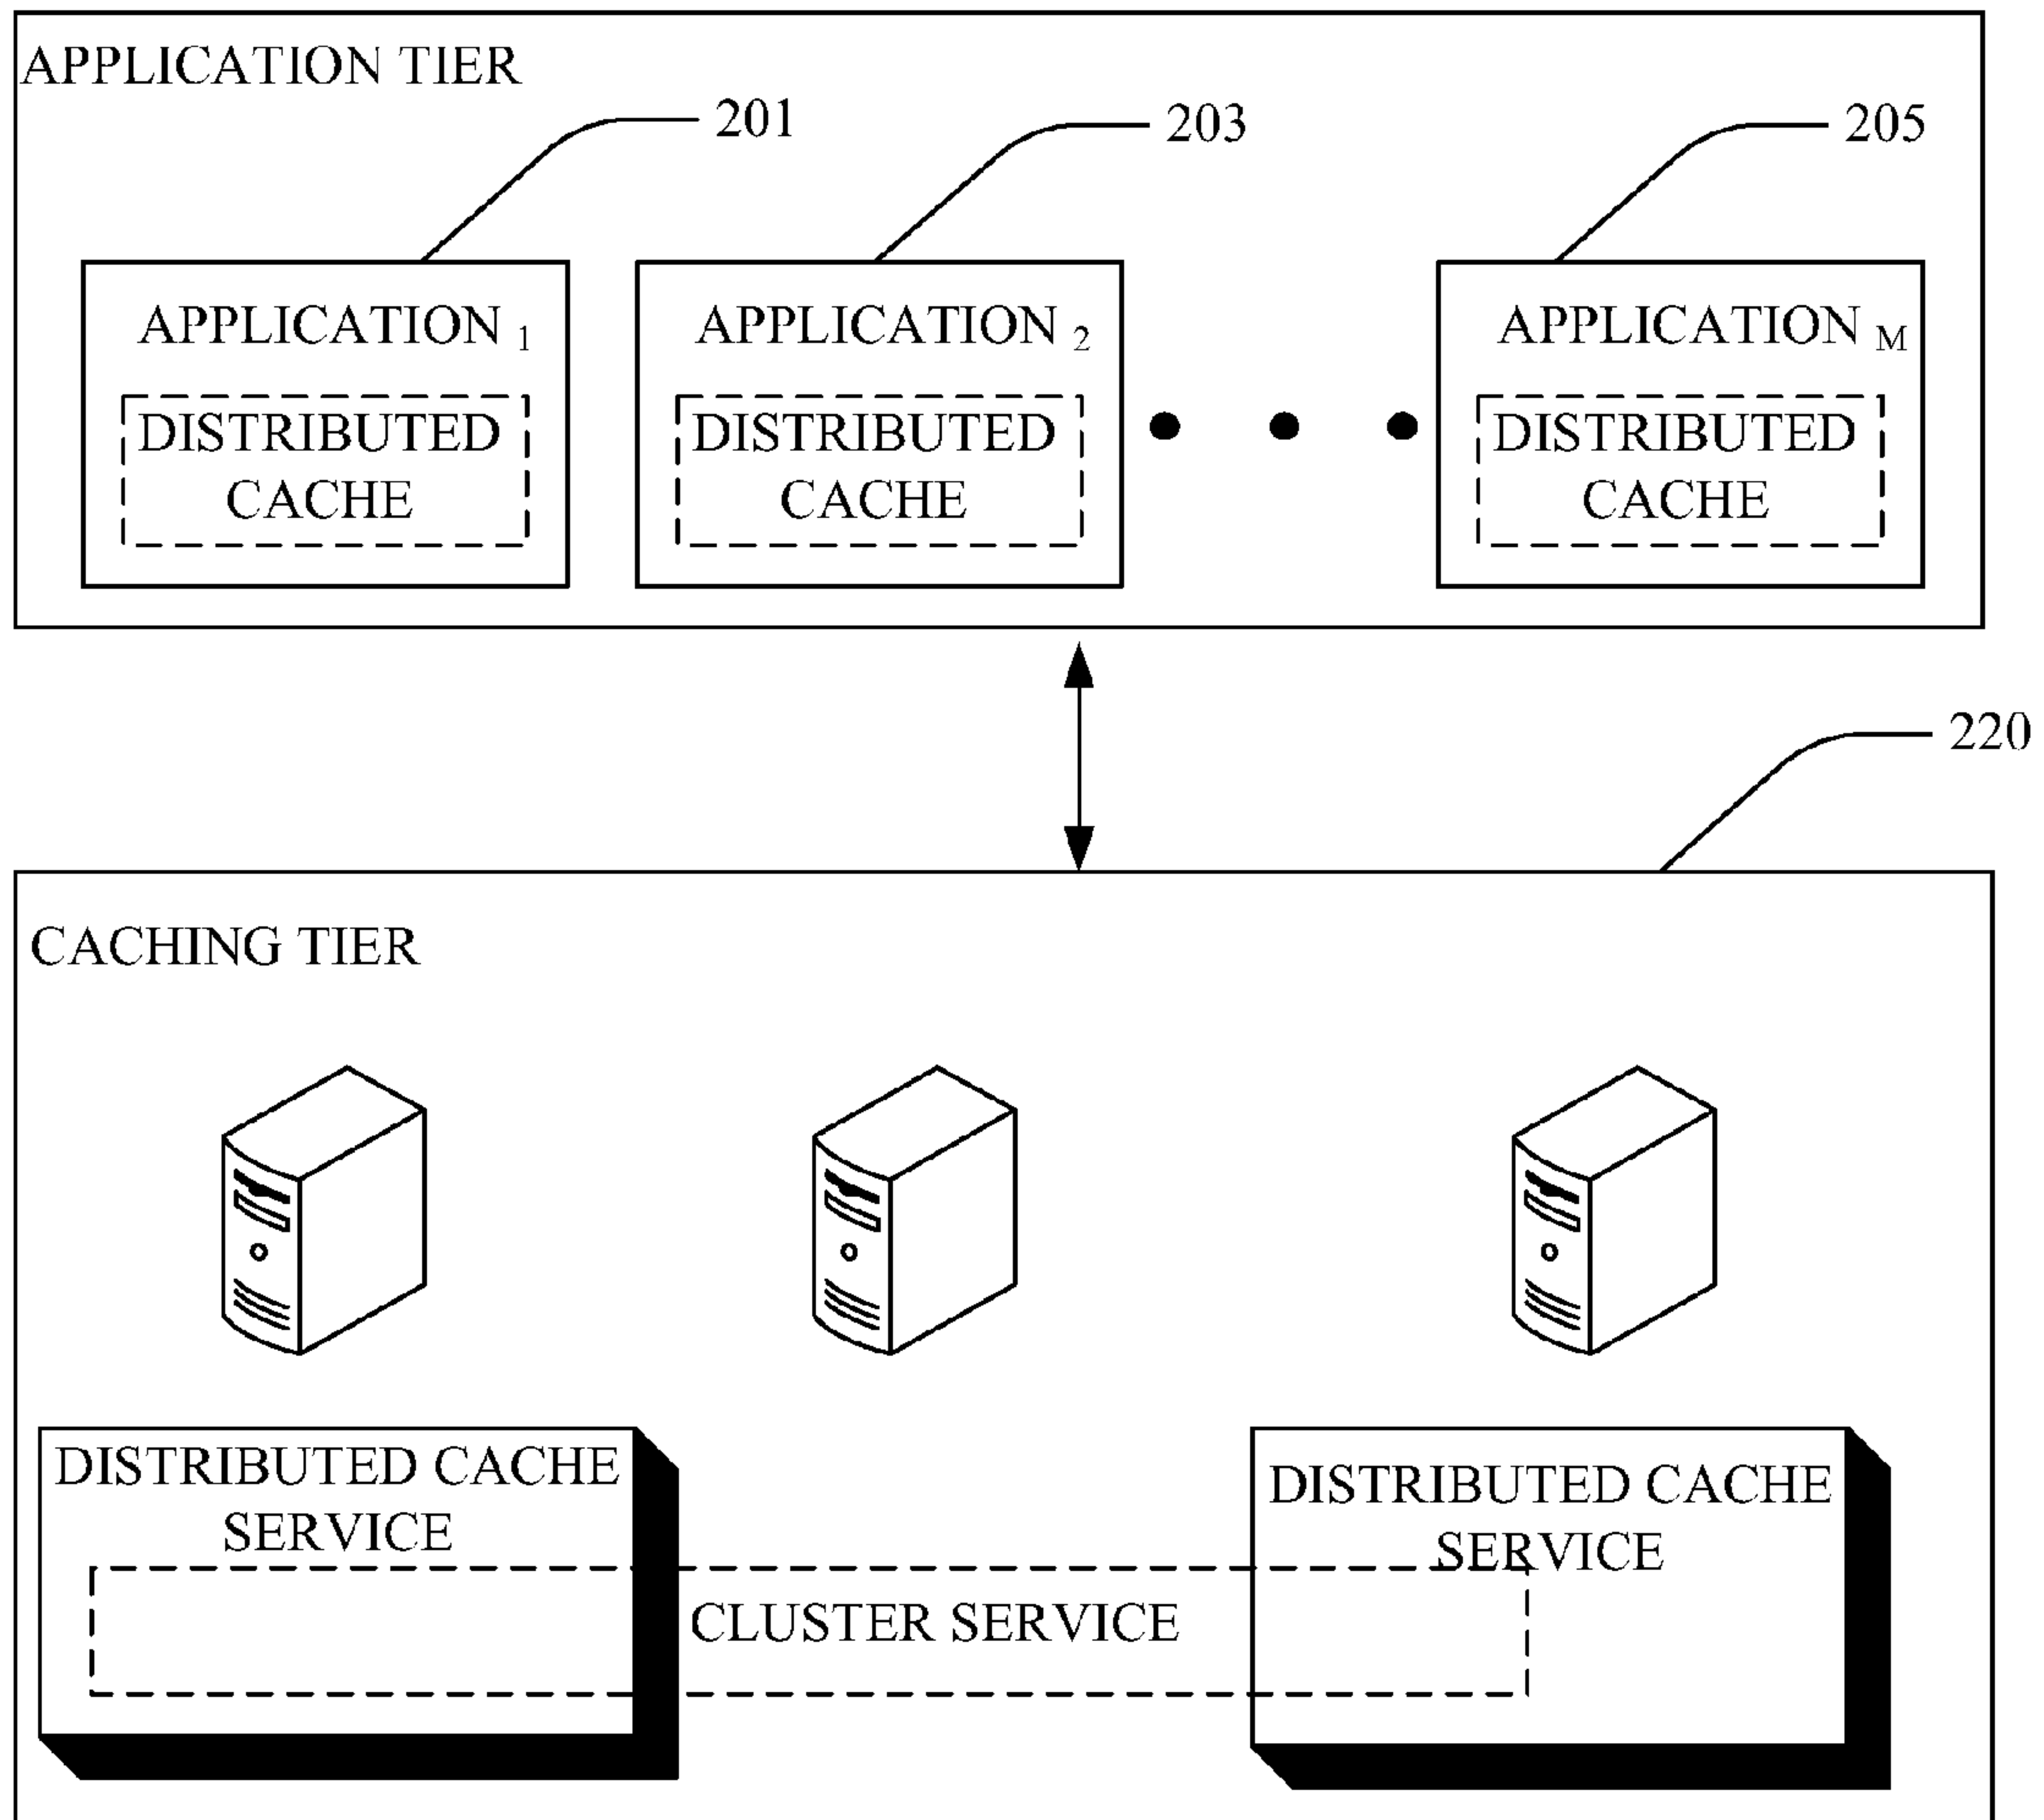 APPLICATION TIER
201
203
205
APPLICATION 1
DISTRIBUTED
CACHE
APPLICATION 2
DISTRIBUTED
CACHE
APPLICATION M
DISTRIBUTED
CACHE
220
CACHING TIER
DISTRIBUTED CACHE
SERVICE
DISTRIBUTED CACHE
SERVICE
CLUSTER SERVICE